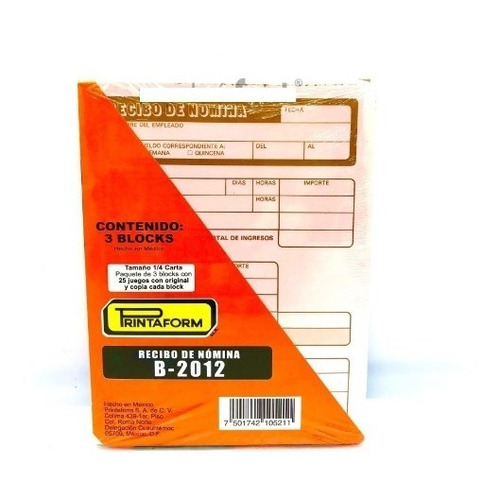 RECIBO DE NOMINA
FECHA
NOMBRE DEL EMPLEADO
SUELDO CORRESPONDIENTE A:
DEL
AL
SEMANA
QUINCENA
DIAS
HORAS
IMPORTE
HORAS
TOTAL DE INGRESOS
CONTENIDO:
3 BLOCKS
Hecho en México
Tamaño 1/4 Carta
Paquete de 3 blocks con
25 juegos con original
y copia cada block
PRINTAFORM
RECIBO DE NÓMINA
B-2012
Hecho en México
Printaform S. A. de C. V.
Colima 436-1er. Piso
Col. Roma Norte
Delegación Cuauhtémoc
06700, México, D.F.
7 501742 105211